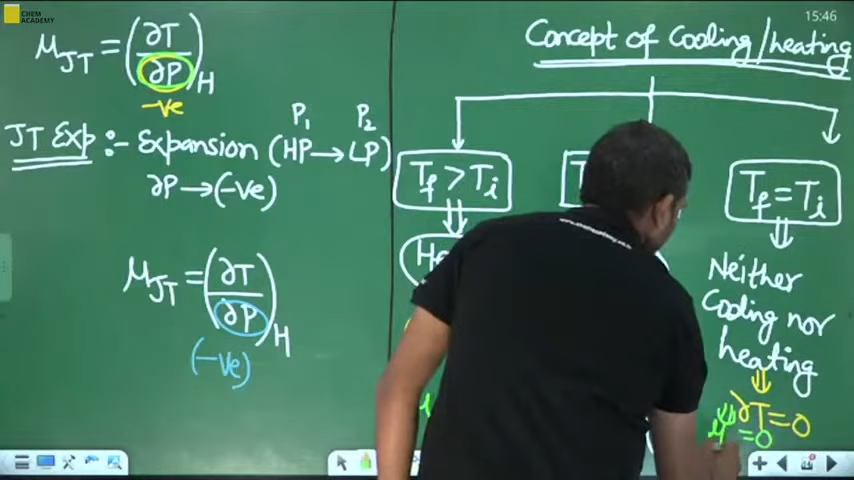 CHEM
ACADEMY
15:46
μJT = (∂T/∂P)H
-ve
JT Exp :- Expansion (HP→LP)
P1 P2
∂P→(-ve)
μJT = (∂T/∂P)H
(-ve)
Concept of Cooling/heating
Tf > Ti
Tf = Ti
Neither
Cooling nor
heating
∂T=0
=0